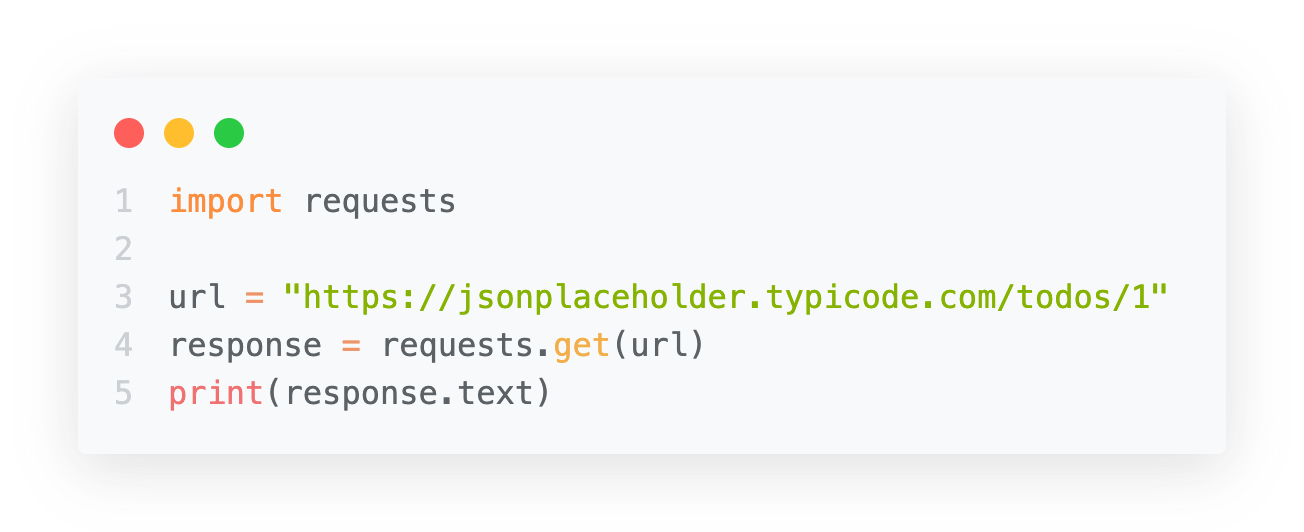 1 import requests
2
3 url = "https://jsonplaceholder.typicode.com/todos/1"
4 response = requests.get(url)
5 print(response.text)